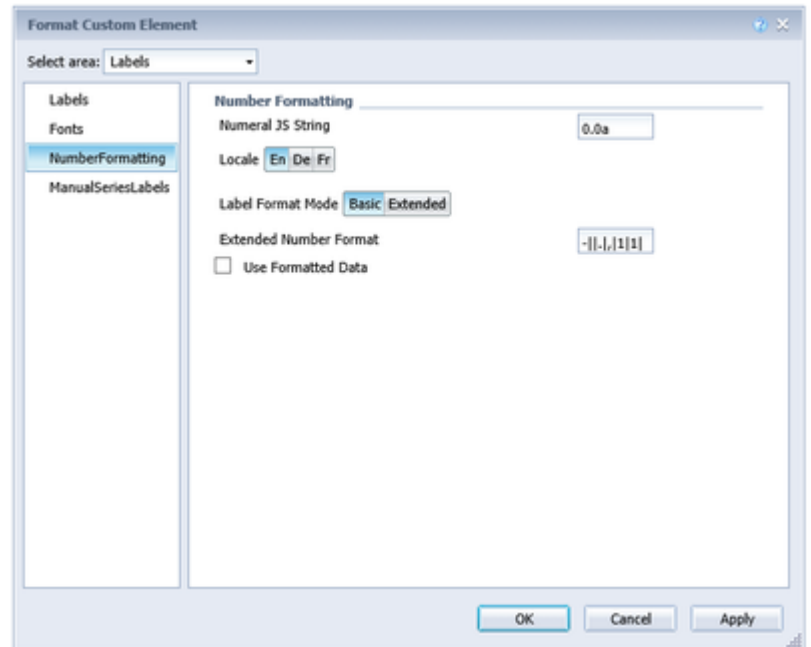 Format Custom Element
Select area: Labels
Labels
Fonts
NumberFormatting
ManualSeriesLabels
Number Formatting
Numeral JS String 0.0a
Locale En De Fr
Label Format Mode Basic Extended
Extended Number Format -||.|,|1|1|
Use Formatted Data
OK Cancel Apply